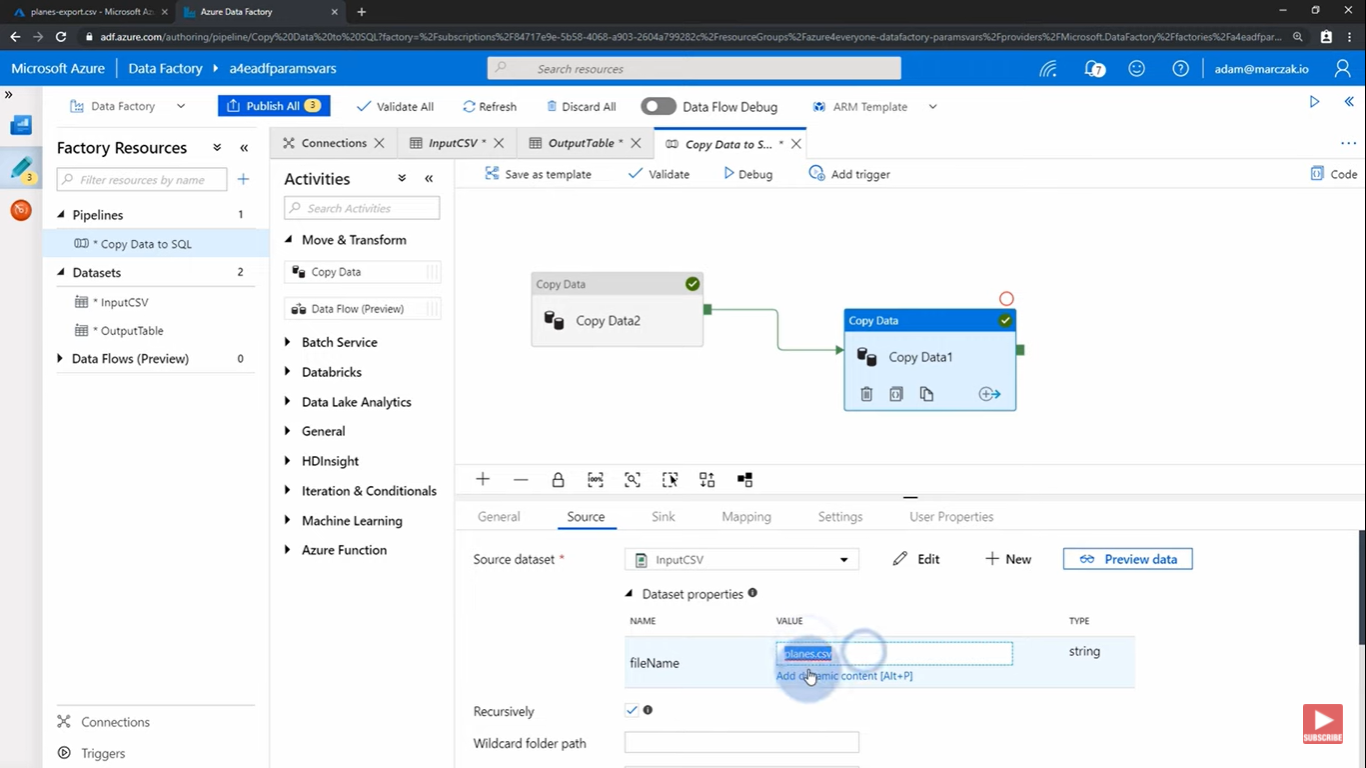 planes-export.csv - Microsoft Az
Azure Data Factory
adf.azure.com/authoring/pipeline/Copy%20Data%20to%20SQL?factory=%2Fsubscriptions%2F84717e9e-5b58-4068-a903-2604a799282c%2FresourceGroups%2Fazure4everyone-datafactory-paramsvars%2Fproviders%2FMicrosoft.DataFactory%2Ffactories%2Fa4eadfpar...
Microsoft Azure
Data Factory
a4eadfparamsvars
Search resources
7
adam@marczak.io
Data Factory
Publish All 3
Validate All
Refresh
Discard All
Data Flow Debug
ARM Template
3
Factory Resources
Filter resources by name
Pipelines 1
* Copy Data to SQL
Datasets 2
* InputCSV
* OutputTable
Data Flows (Preview) 0
Connections
Triggers
Connections
InputCSV *
OutputTable *
Copy Data to S... *
Activities
Search Activities
Move & Transform
Copy Data
Data Flow (Preview)
Batch Service
Databricks
Data Lake Analytics
General
HDInsight
Iteration & Conditionals
Machine Learning
Azure Function
Save as template
Validate
Debug
Add trigger
Code
Copy Data
Copy Data2
Copy Data
Copy Data1
100%
General
Source
Sink
Mapping
Settings
User Properties
Source dataset *
InputCSV
Edit
New
Preview data
Dataset properties
NAME VALUE TYPE
fileName planes.csv string
Add dynamic content [Alt+P]
Recursively
Wildcard folder path
SUBSCRIBE